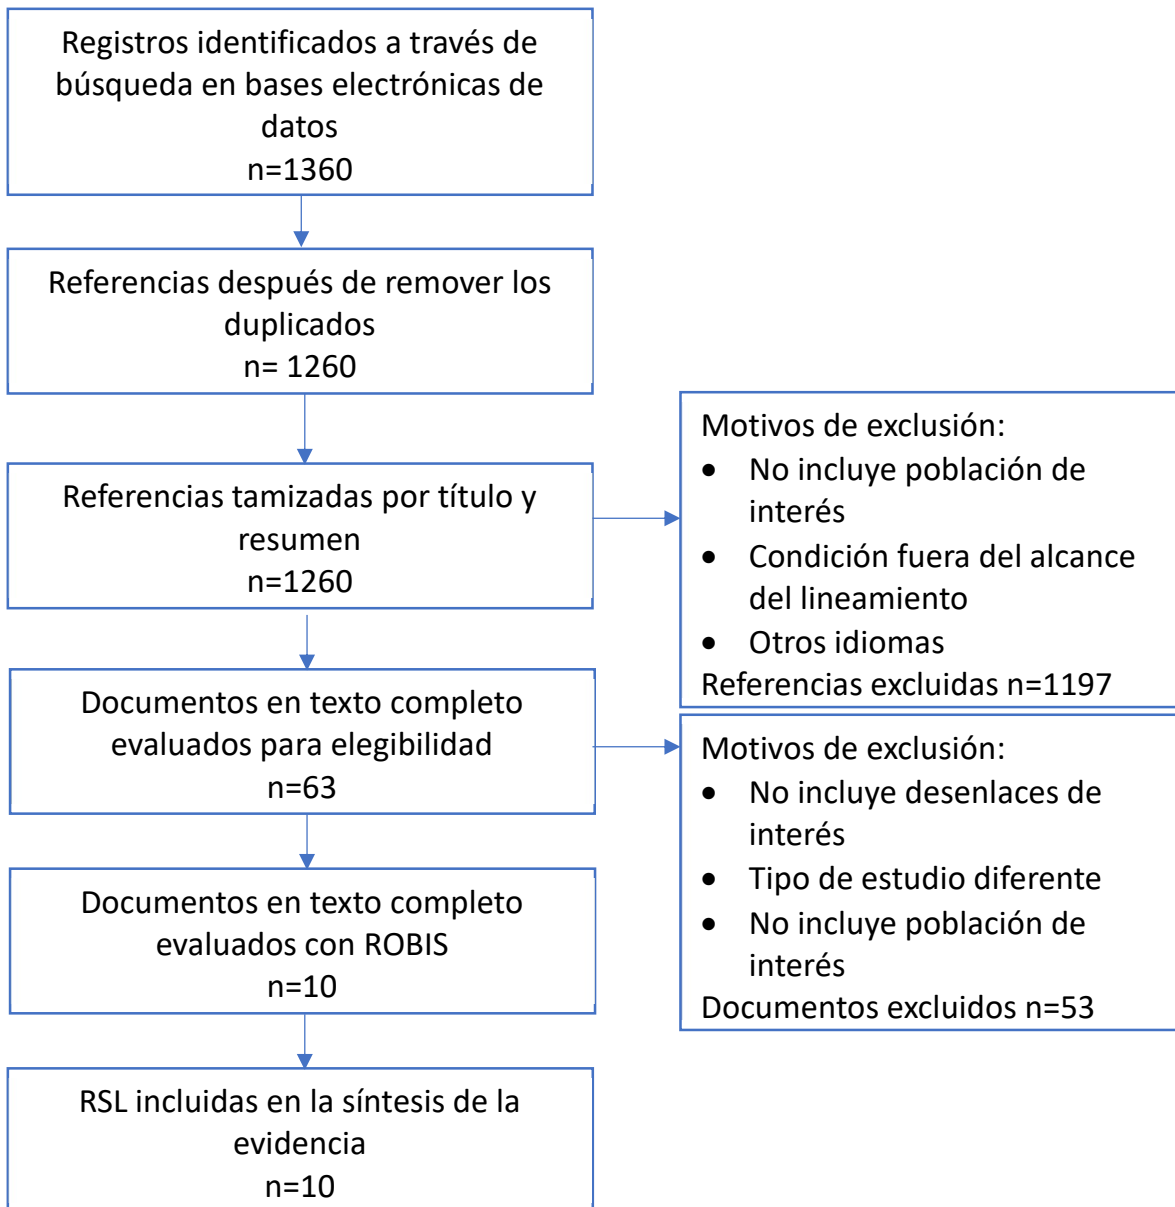 Registros identificados a través de
búsqueda en bases electrónicas de
datos
n=1360
Referencias después de remover los
duplicados
n= 1260
Referencias tamizadas por título y
resumen
n=1260
Motivos de exclusión:
• No incluye población de
interés
• Condición fuera del alcance
del lineamiento
• Otros idiomas
Referencias excluidas n=1197
Documentos en texto completo
evaluados para elegibilidad
n=63
Motivos de exclusión:
• No incluye desenlaces de
interés
• Tipo de estudio diferente
• No incluye población de
interés
Documentos excluidos n=53
Documentos en texto completo
evaluados con ROBIS
n=10
RSL incluidas en la síntesis de la
evidencia
n=10